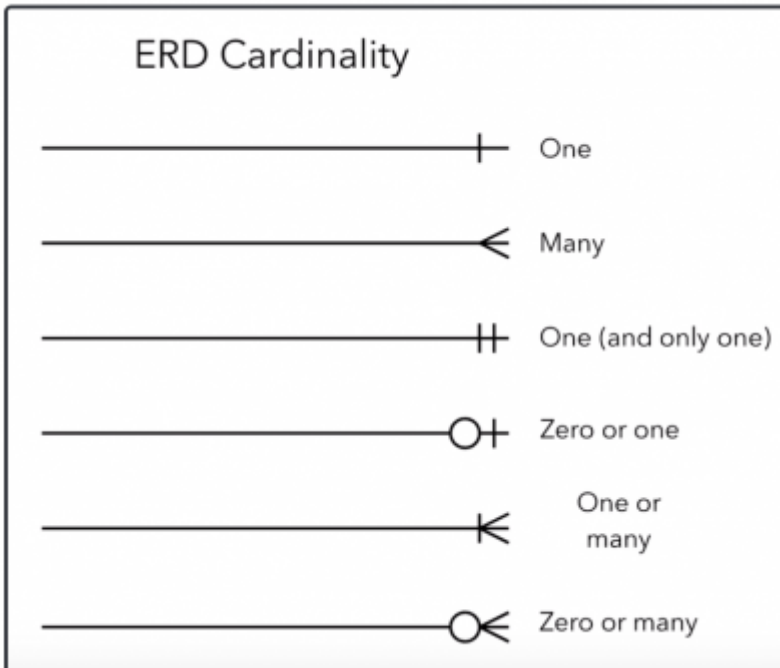 ERD Cardinality
One
Many
One (and only one)
Zero or one
One or
many
Zero or many